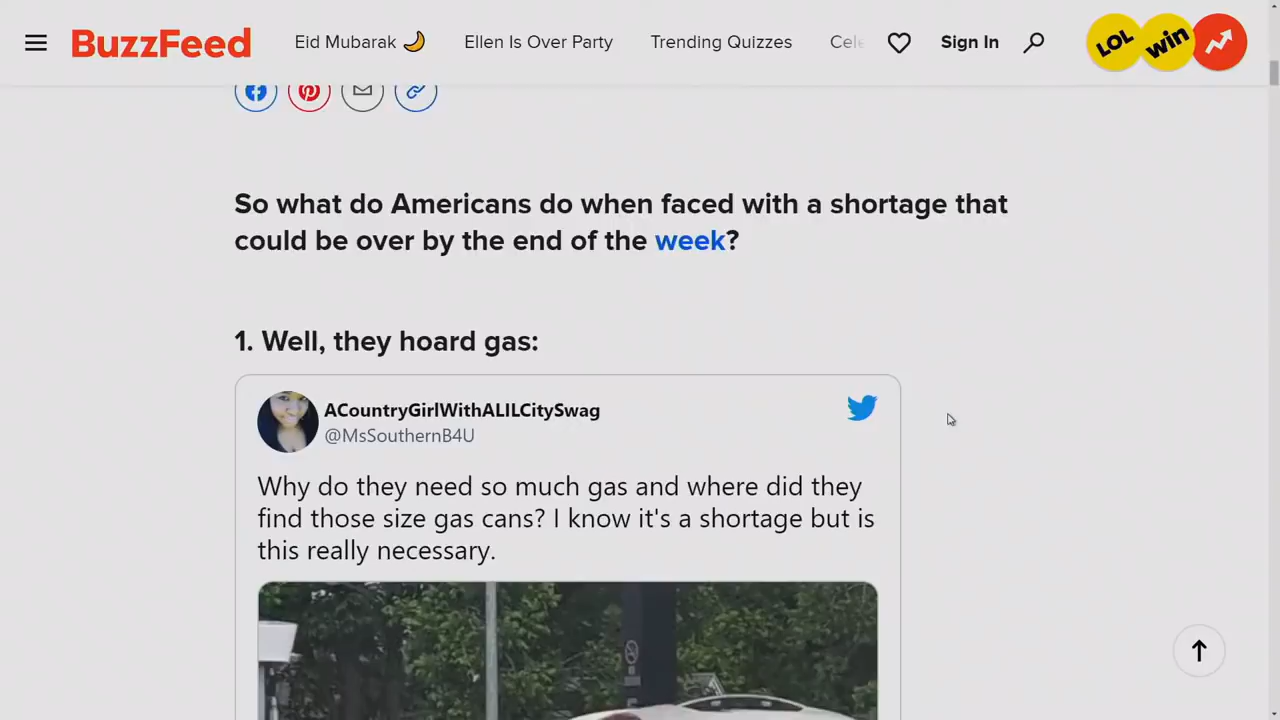 BuzzFeed Eid Mubarak 🌙 Ellen Is Over Party Trending Quizzes Cele Sign In LOL win
So what do Americans do when faced with a shortage that
could be over by the end of the week?
1. Well, they hoard gas:
ACountryGirlWithALILCitySwag
@MsSouthernB4U
Why do they need so much gas and where did they
find those size gas cans? I know it's a shortage but is
this really necessary.